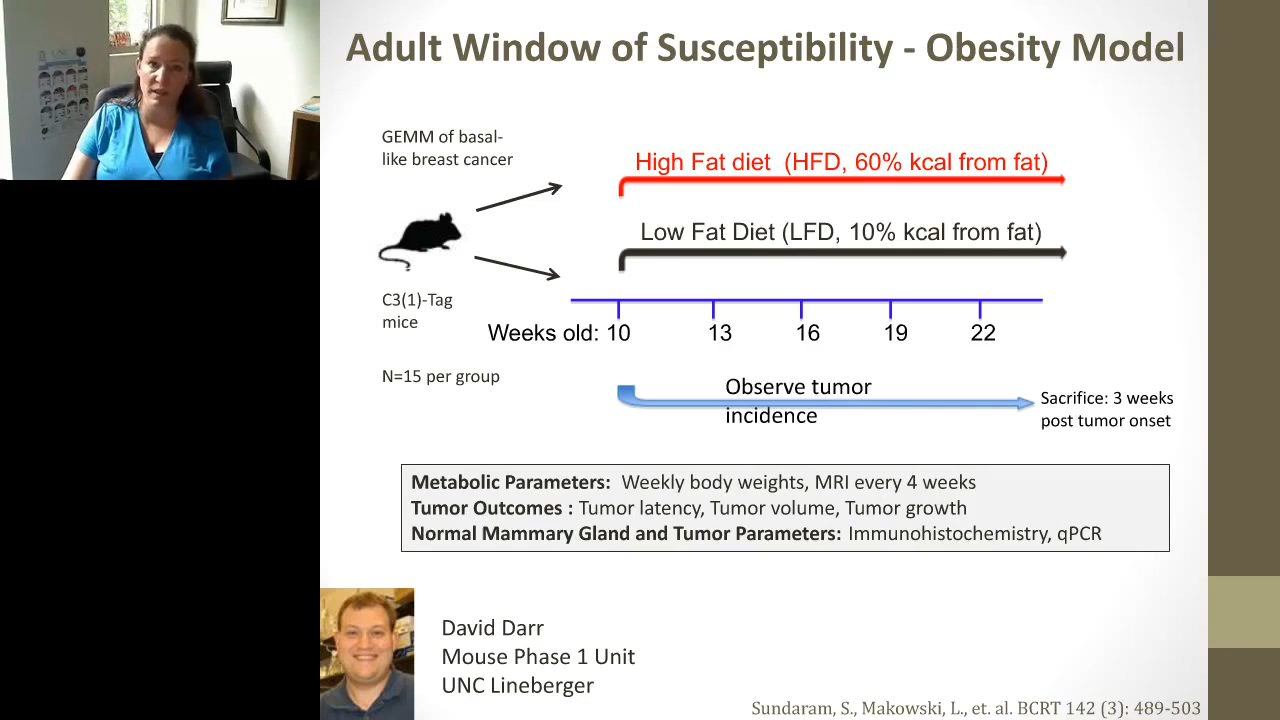 Adult Window of Susceptibility - Obesity Model
GEMM of basal-
like breast cancer
High Fat diet (HFD, 60% kcal from fat)
Low Fat Diet (LFD, 10% kcal from fat)
C3(1)-Tag
mice
Weeks old: 10 13 16 19 22
N=15 per group
Observe tumor
incidence
Sacrifice: 3 weeks
post tumor onset
Metabolic Parameters: Weekly body weights, MRI every 4 weeks
Tumor Outcomes : Tumor latency, Tumor volume, Tumor growth
Normal Mammary Gland and Tumor Parameters: Immunohistochemistry, qPCR
David Darr
Mouse Phase 1 Unit
UNC Lineberger
Sundaram, S., Makowski, L., et. al. BCRT 142 (3): 489-503